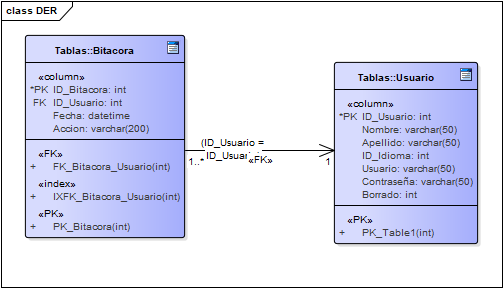 class DER
Tablas::Bitacora
«column»
*PK ID_Bitacora: int
FK ID_Usuario: int
Fecha: datetime
Accion: varchar(200)
«FK»
+ FK_Bitacora_Usuario(int)
«index»
+ IXFK_Bitacora_Usuario(int)
«PK»
+ PK_Bitacora(int)
(ID_Usuario =
ID_Usuari
1..*
«FK»
1
Tablas::Usuario
«column»
*PK ID_Usuario: int
Nombre: varchar(50)
Apellido: varchar(50)
ID_Idioma: int
Usuario: varchar(50)
Contraseña: varchar(50)
Borrado: int
«PK»
+ PK_Table1(int)